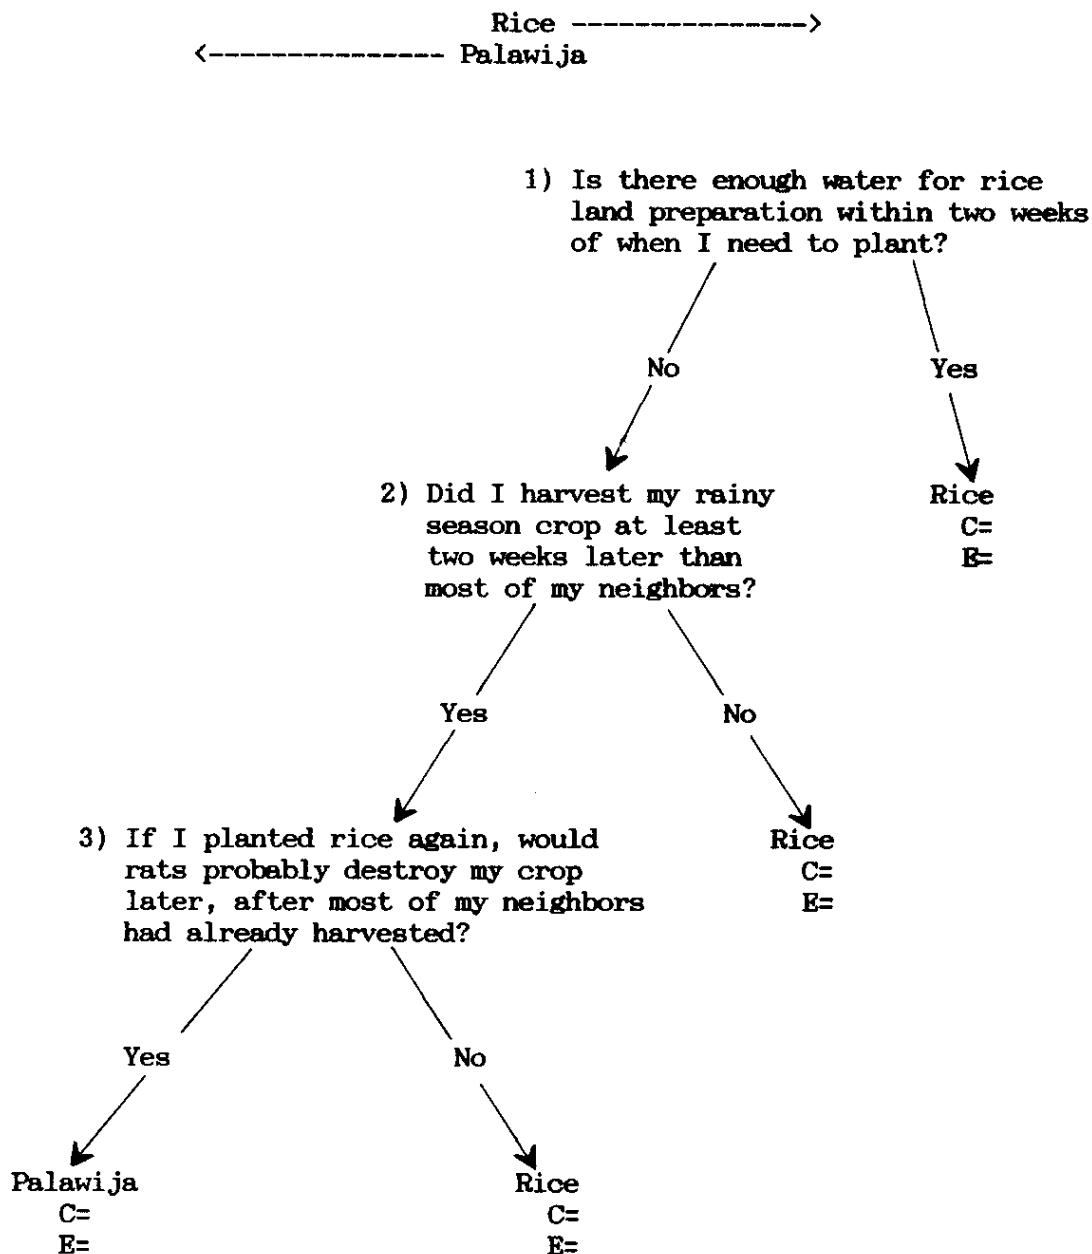 Rice -------------->
<--------------- Palawija
1) Is there enough water for rice
land preparation within two weeks
of when I need to plant?
No
Yes
2) Did I harvest my rainy
season crop at least
two weeks later than
most of my neighbors?
Rice
C=
E=
Yes
No
3) If I planted rice again, would
rats probably destroy my crop
later, after most of my neighbors
had already harvested?
Rice
C=
E=
Yes
No
Palawija
C=
E=
Rice
C=
E=